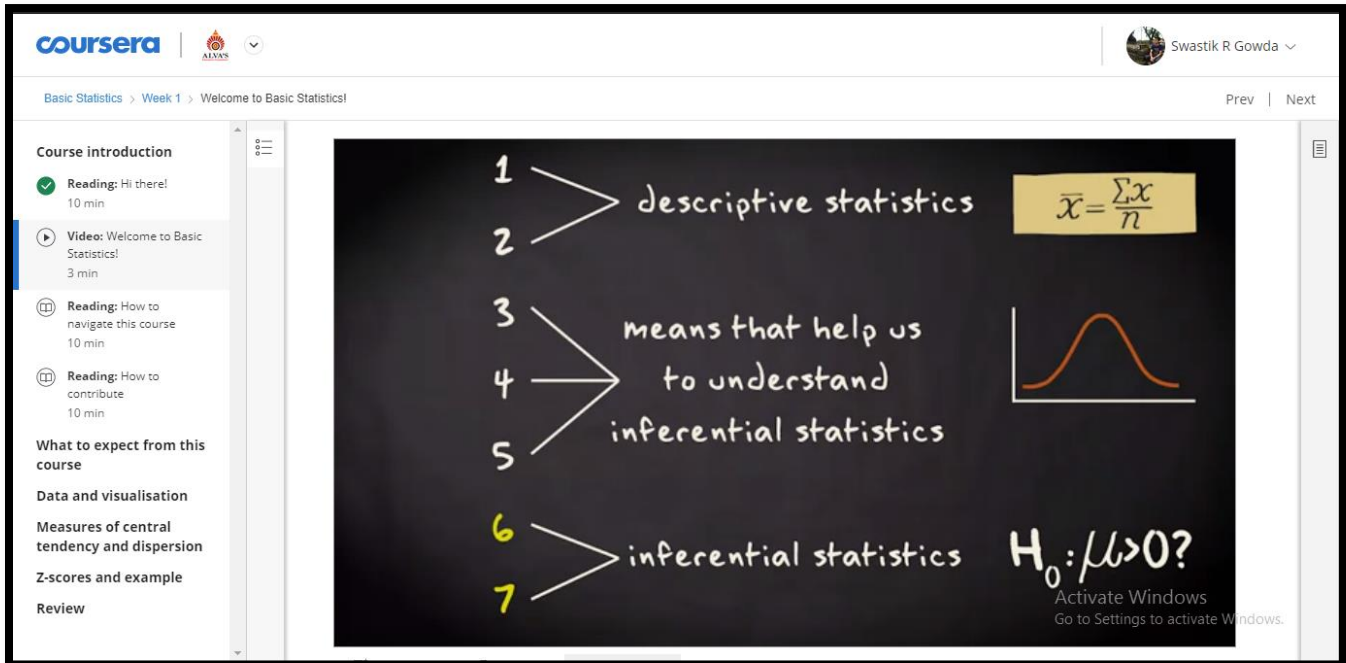 coursera
ALVA'S
Swastik R Gowda
Basic Statistics > Week 1 > Welcome to Basic Statistics!
Prev | Next
Course introduction
Reading: Hi there!
10 min
Video: Welcome to Basic
Statistics!
3 min
Reading: How to
navigate this course
10 min
Reading: How to
contribute
10 min
What to expect from this
course
Data and visualisation
Measures of central
tendency and dispersion
Z-scores and example
Review
1
2
descriptive statistics
x̅ = Σx/n
3
4
5
means that help us
to understand
inferential statistics
6
7
inferential statistics
H₀: μ>0?
Activate Windows
Go to Settings to activate Windows.